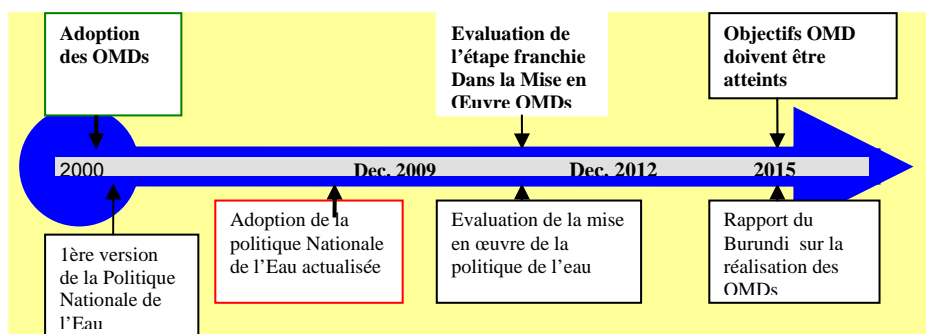 Adoption
des OMDs
Evaluation de
l’étape franchie
Dans la Mise en
Œuvre OMDs
Objectifs OMD
doivent être
atteints
2000
Dec. 2009
Dec. 2012
2015
1ère version
de la Politique
Nationale de
l’Eau
Adoption de la
politique Nationale
de l’Eau actualisée
Evaluation de la mise
en œuvre de la
politique de l’eau
Rapport du
Burundi sur la
réalisation des
OMDs